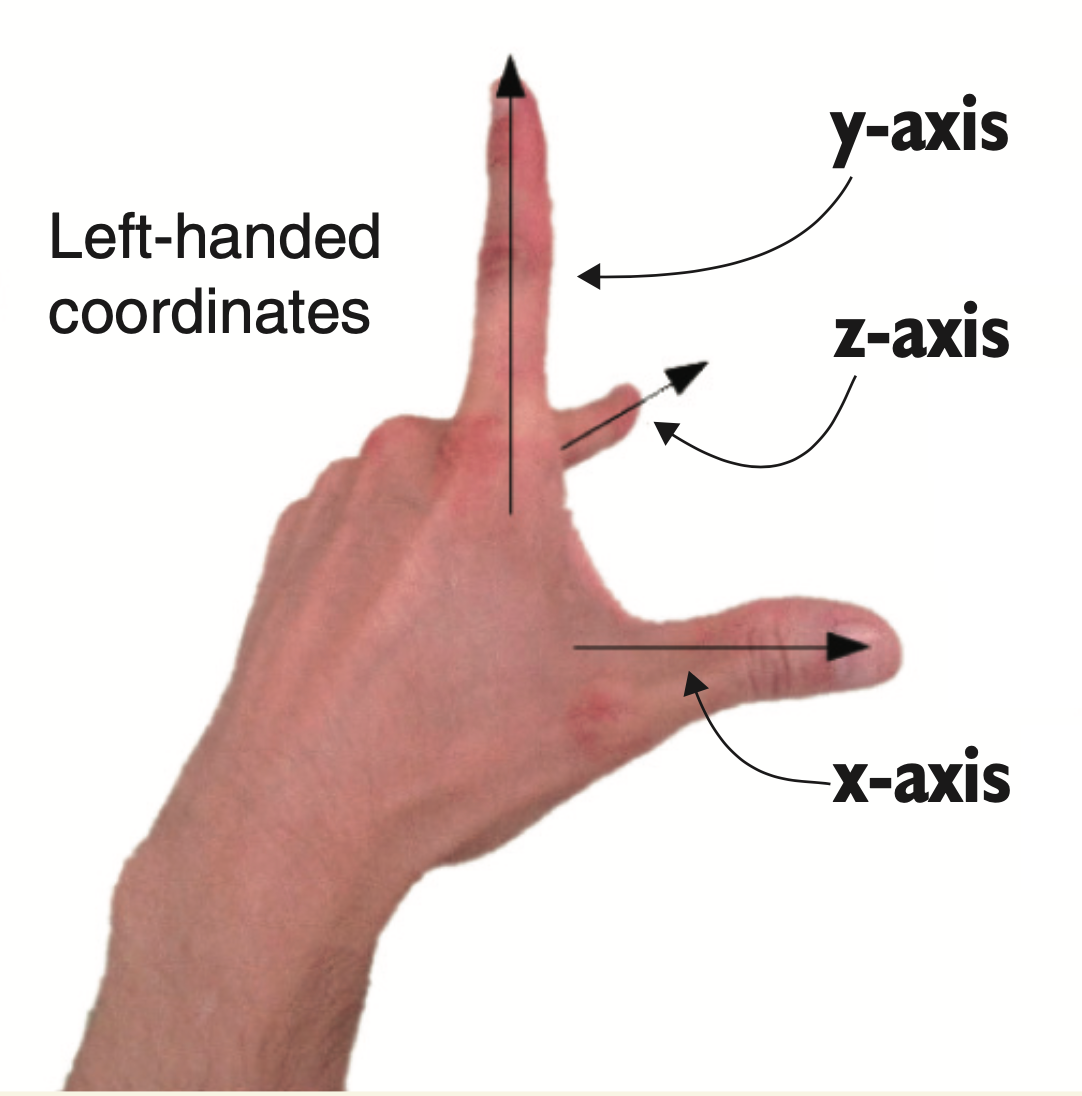 y-axis
Left-handed
coordinates
z-axis
x-axis